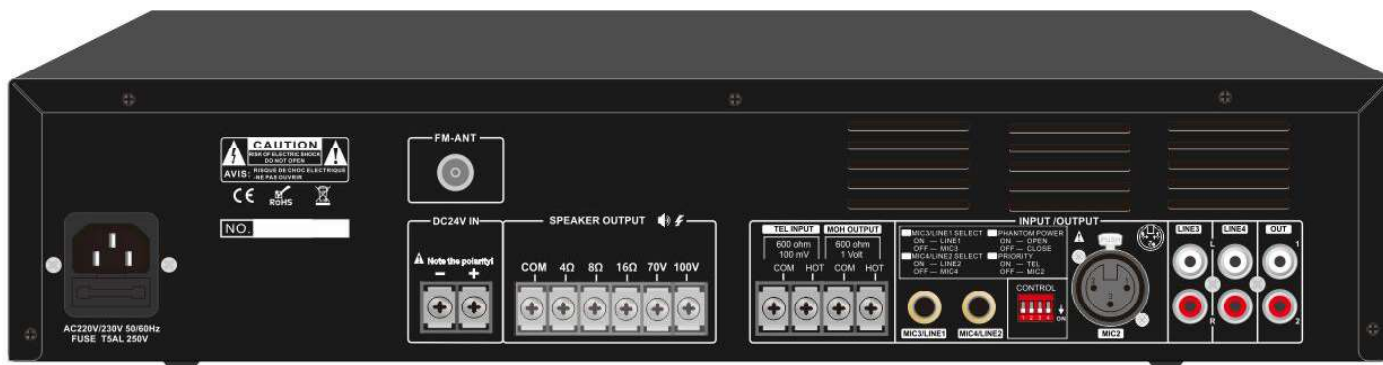 CAUTION
RISK OF ELECTRIC SHOCK
DO NOT OPEN
AVIS: RISQUE DE CHOC ELECTRIQUE
-NE PAS OUVRIR
CE RoHS
NO.
AC220V/230V 50/60Hz
FUSE T5AL 250V
FM-ANT
DC24V IN
Note the polarity!
− +
SPEAKER OUTPUT
COM 4Ω 8Ω 16Ω 70V 100V
INPUT /OUTPUT
TEL INPUT MOH OUTPUT
600 ohm 600 ohm
100 mV 1 Volt
COM HOT COM HOT
MIC3/LINE1 SELECT
ON — LINE1
OFF — MIC3
MIC4/LINE2 SELECT
ON — LINE2
OFF — MIC4
PHANTOM POWER
ON — OPEN
OFF — CLOSE
PRIORITY
ON — TEL
OFF — MIC2
MIC3/LINE1 MIC4/LINE2
CONTROL
1 2 3 4
ON
PUSH
MIC2
LINE3 LINE4 OUT
L 1
R 2